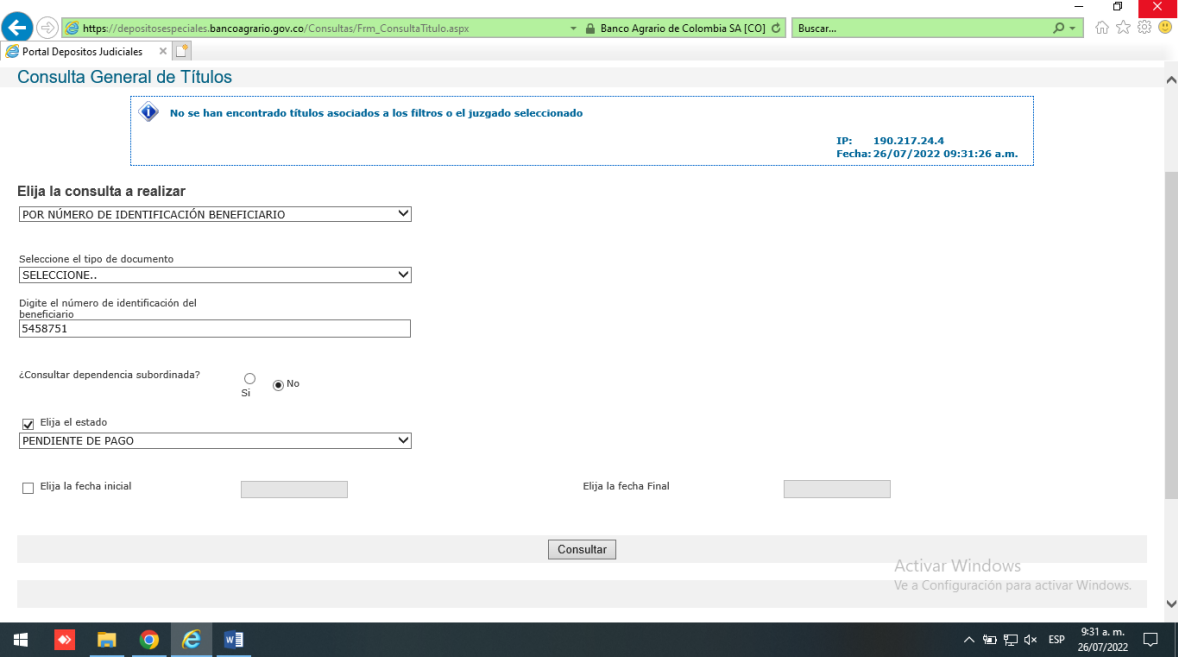 https://depositosespeciales.bancoagrario.gov.co/Consultas/Frm_ConsultaTitulo.aspx
Banco Agrario de Colombia SA [CO]
Buscar...
Portal Depositos Judiciales
Consulta General de Títulos
No se han encontrado títulos asociados a los filtros o el juzgado seleccionado
IP: 190.217.24.4
Fecha: 26/07/2022 09:31:26 a.m.
Elija la consulta a realizar
POR NÚMERO DE IDENTIFICACIÓN BENEFICIARIO
Seleccione el tipo de documento
SELECCIONE..
Digite el número de identificación del
beneficiario
5458751
¿Consultar dependencia subordinada?
Si
No
Elija el estado
PENDIENTE DE PAGO
Elija la fecha inicial
Elija la fecha Final
Consultar
Activar Windows
Ve a Configuración para activar Windows.
ESP
9:31 a. m.
26/07/2022